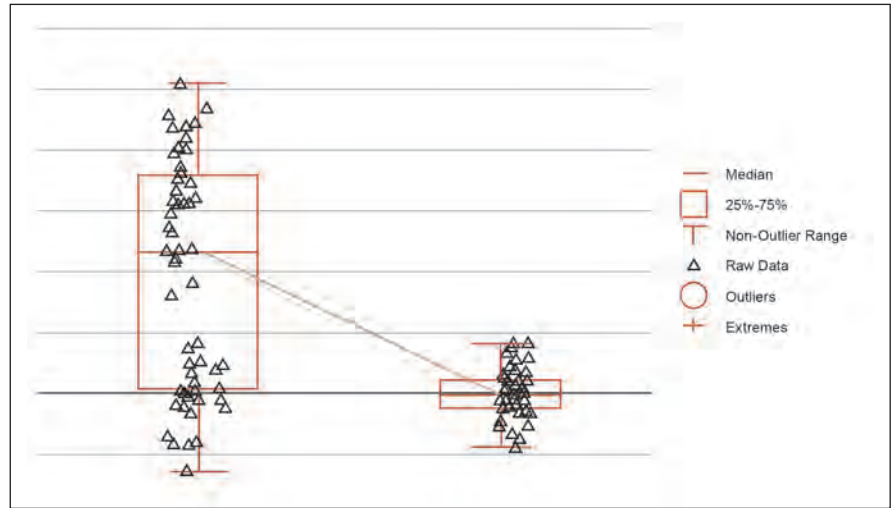 Median
25%-75%
Non-Outlier Range
Raw Data
Outliers
Extremes